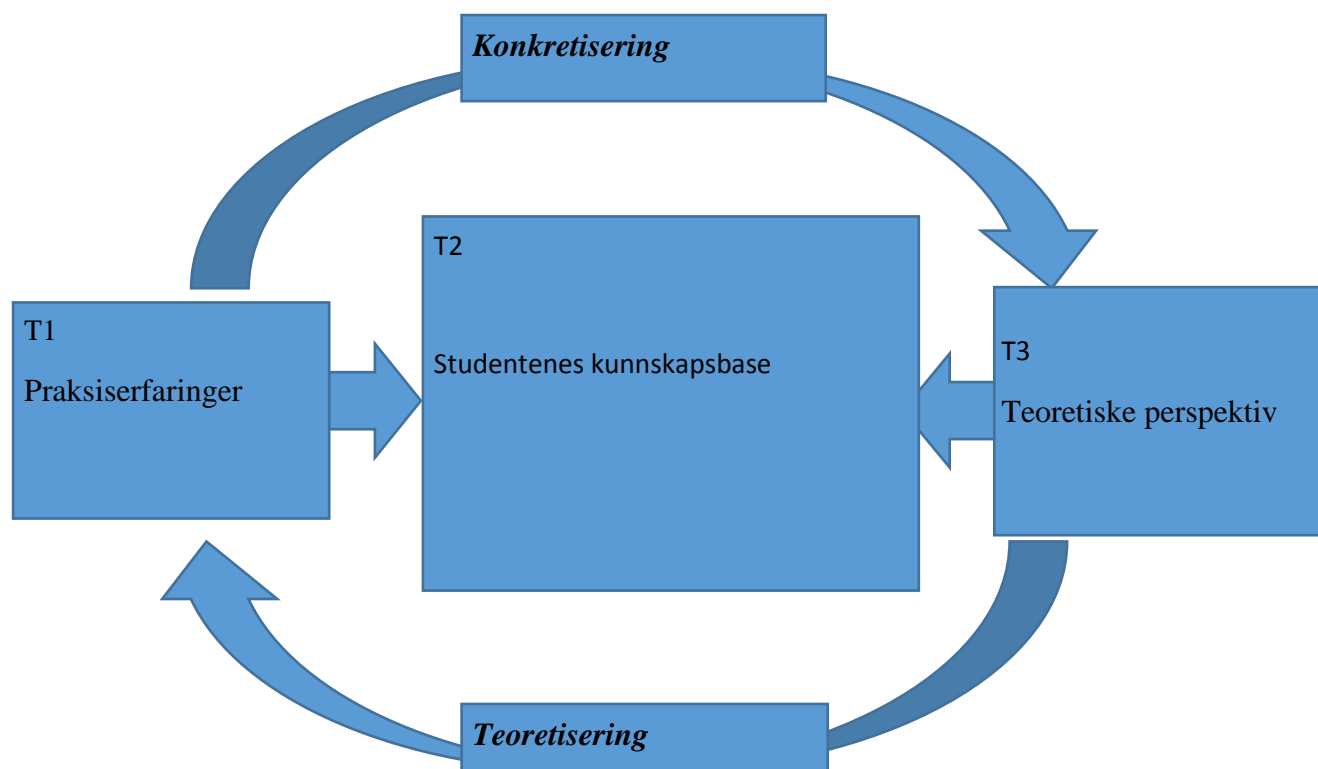 Konkretisering
T1
Praksiserfaringer
T2
Studentenes kunnskapsbase
T3
Teoretiske perspektiv
Teoretisering